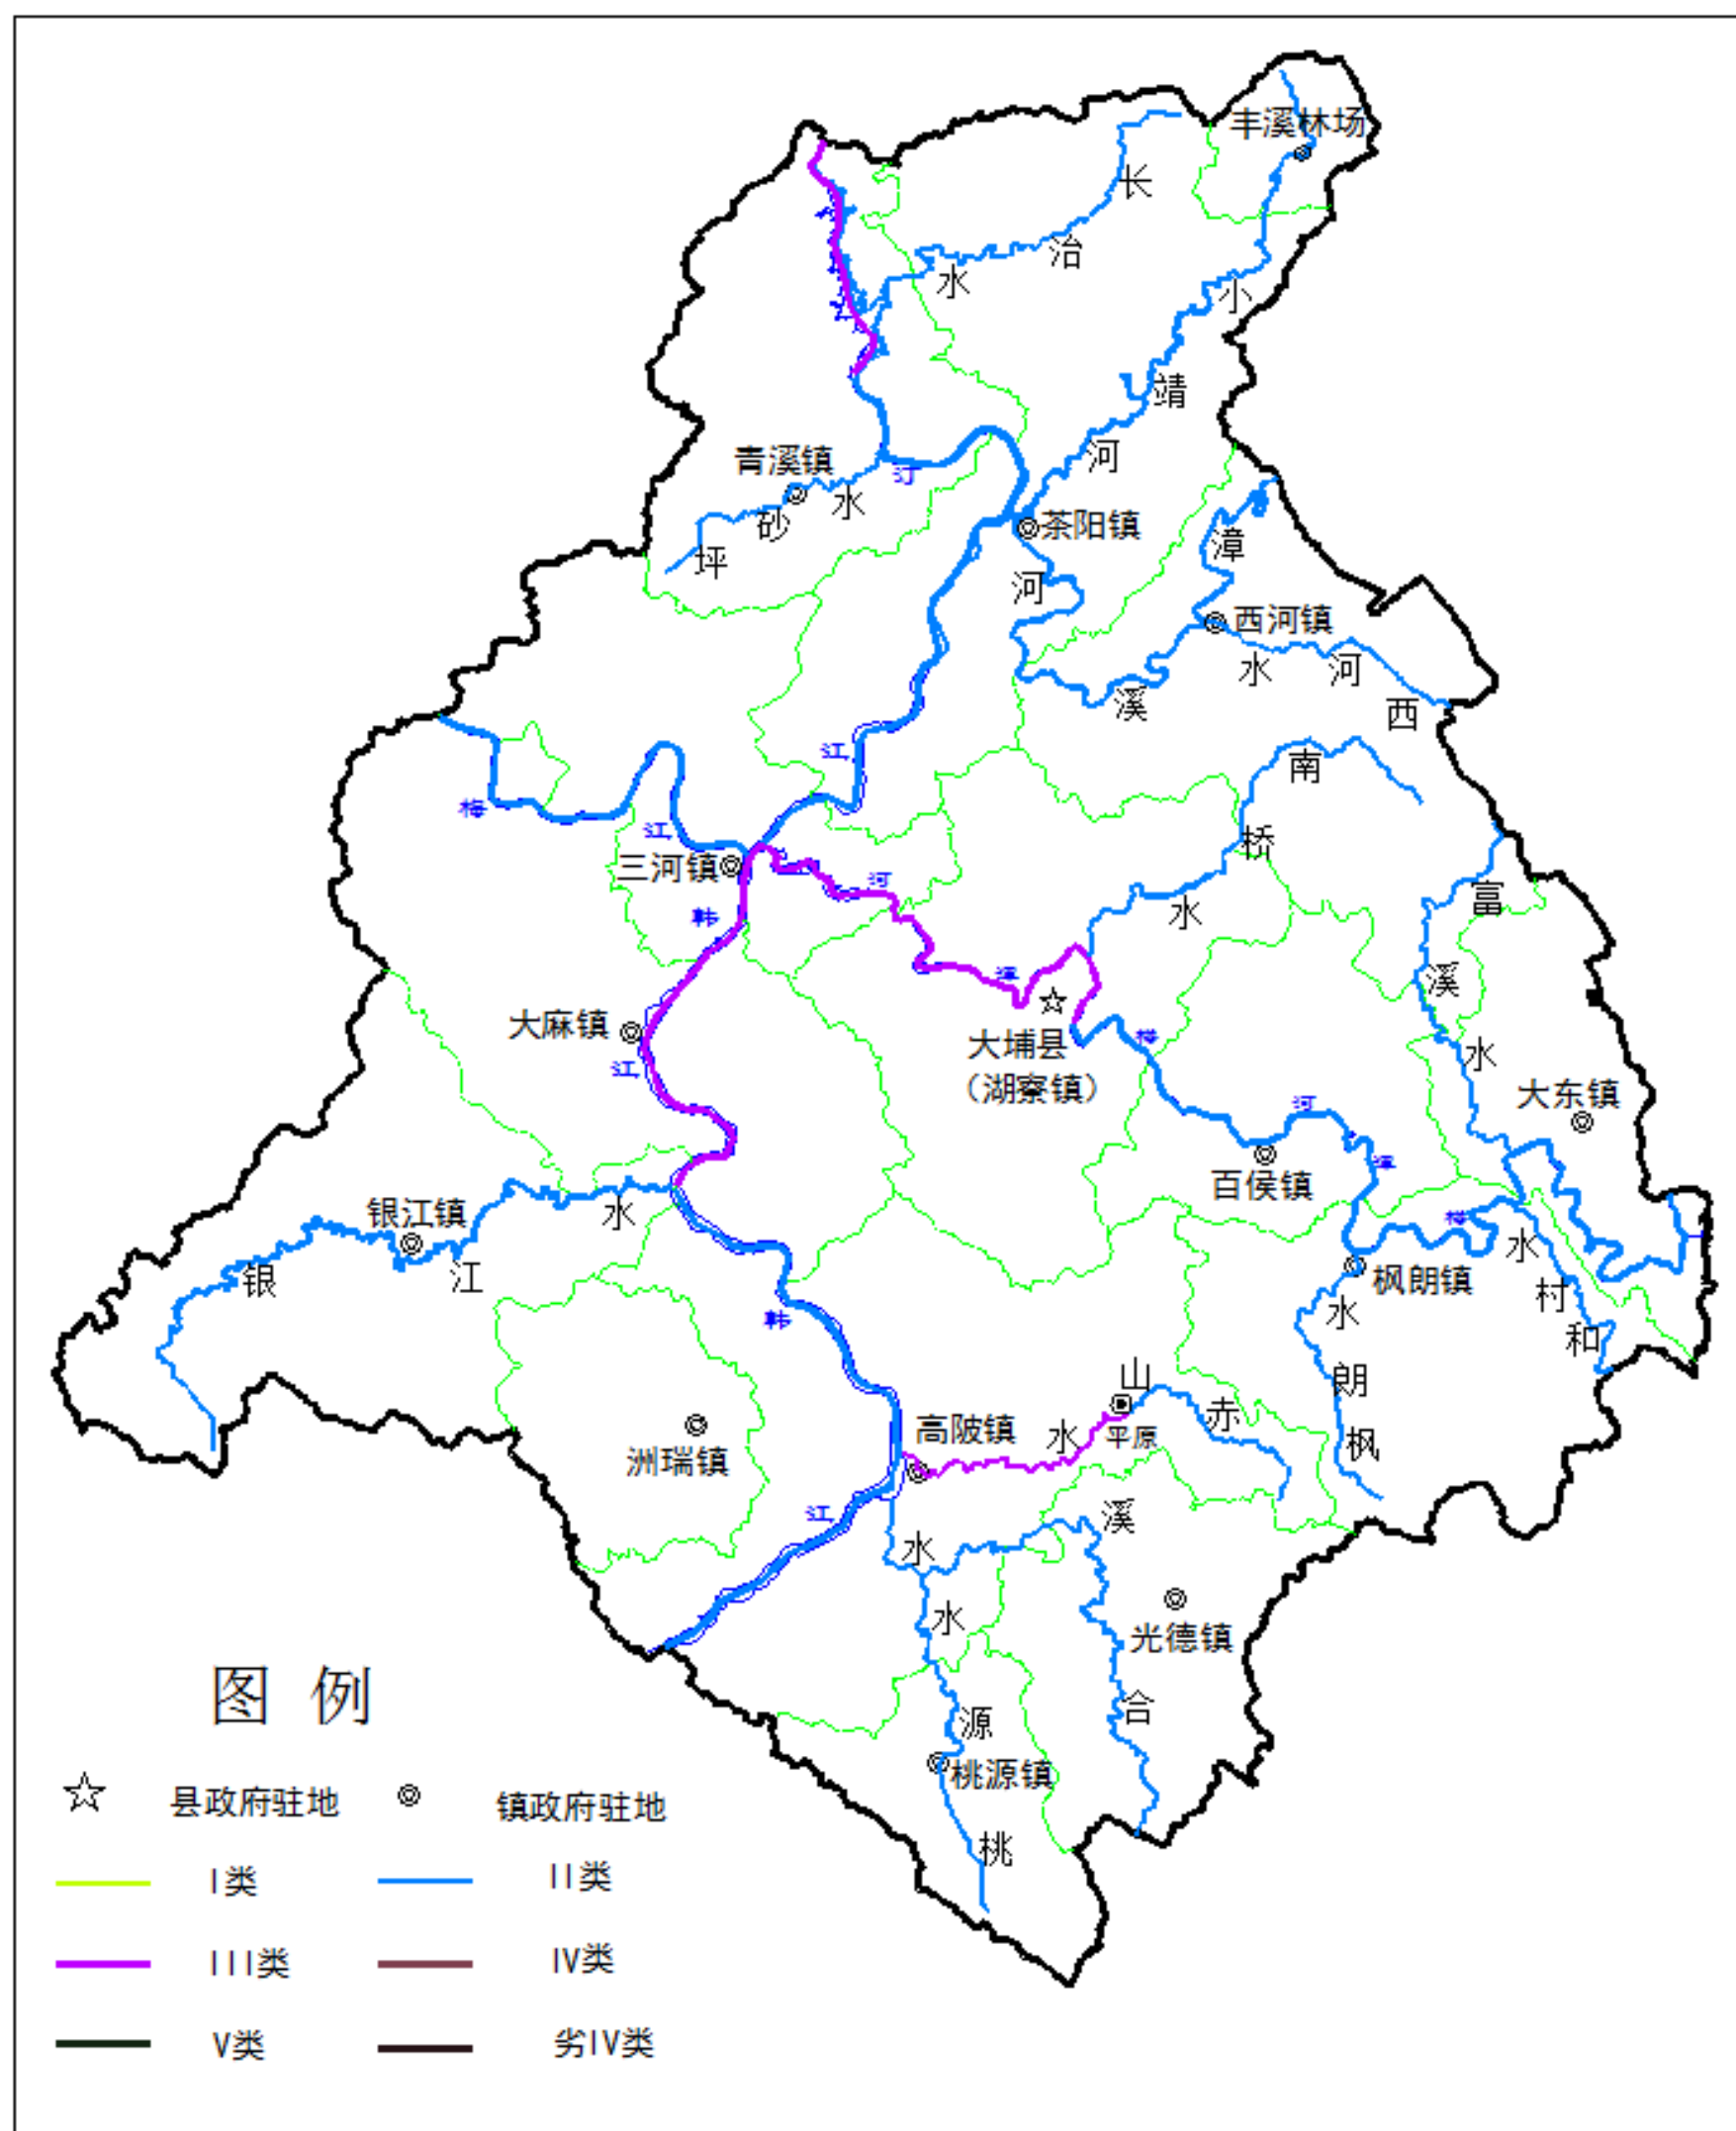 丰溪林场
长
治
水
小
靖
河
青溪镇
水
砂
坪
汀
茶阳镇
河
漳
西河镇
水
河
西
溪
南
桥
水
江
梅
江
三河镇
河
韩
富
溪
水
大麻镇
江
大埔县
(湖寮镇)
梅
河
大东镇
百侯镇
银江镇
水
银
江
梅
水
枫朗镇
村
和
水
朗
枫
韩
山
赤
平原
水
高陂镇
洲瑞镇
江
溪
水
水
光德镇
合
源
桃源镇
桃
图 例
县政府驻地
镇政府驻地
I类
II类
III类
IV类
V类
劣IV类